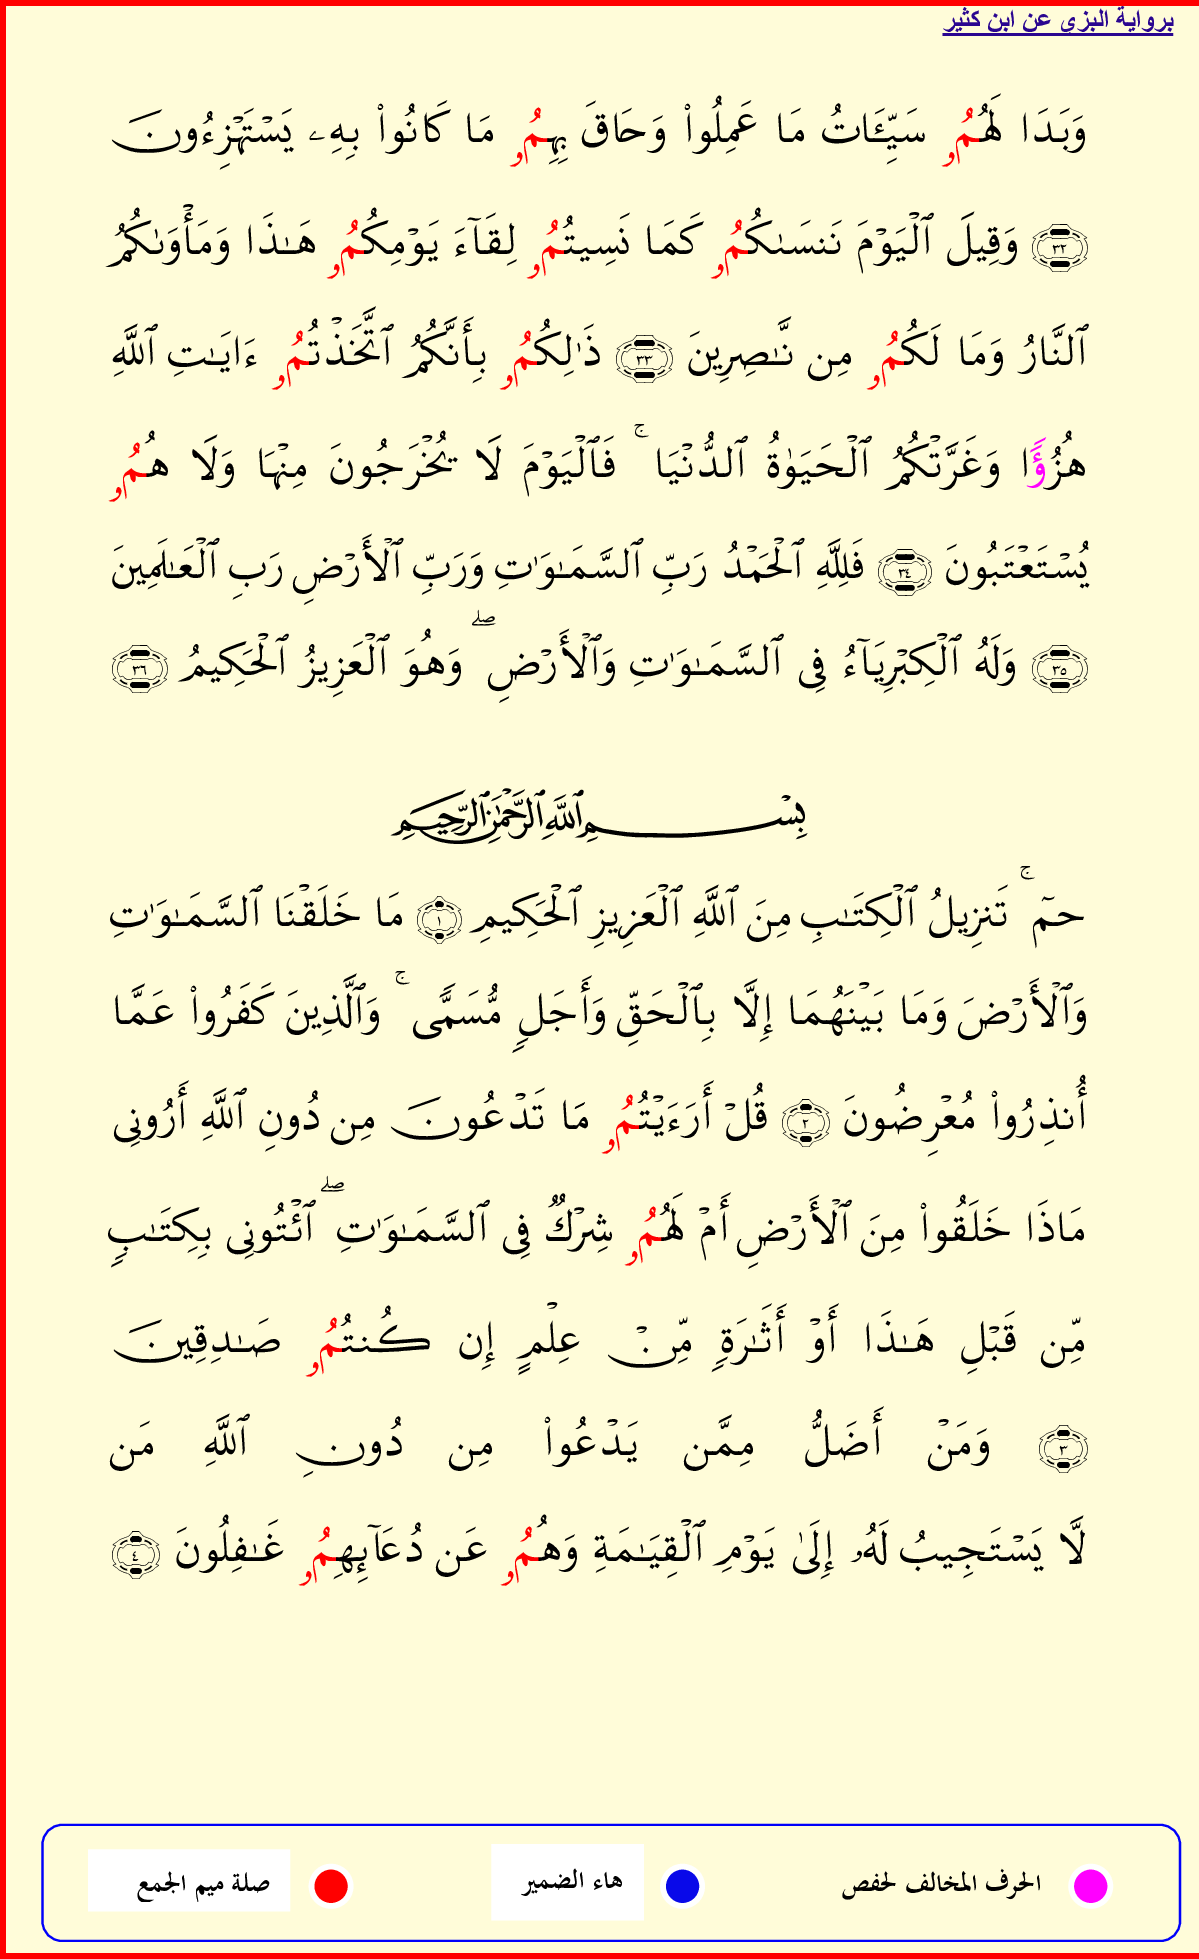 برواية البزي عن ابن كثير
وَبَدَا لَهُمُۥ سَيِّـَٔاتُ مَا عَمِلُوا۟ وَحَاقَ بِهِمُۥ مَا كَانُوا۟ بِهِۦ يَسْتَهْزِءُونَ
٣٢ وَقِيلَ ٱلْيَوْمَ نَنسَىٰكُمُۥ كَمَا نَسِيتُمُۥ لِقَآءَ يَوْمِكُمُۥ هَـٰذَا وَمَأْوَىٰكُمُ
ٱلنَّارُ وَمَا لَكُمُۥ مِن نَّـٰصِرِينَ ٣٣ ذَٰلِكُمُۥ بِأَنَّكُمُ ٱتَّخَذْتُمُۥ ءَايَـٰتِ ٱللَّهِ
هُزُؤًا وَغَرَّتْكُمُ ٱلْحَيَوٰةُ ٱلدُّنْيَا ۚ فَٱلْيَوْمَ لَا يُخْرَجُونَ مِنْهَا وَلَا هُمُۥ
يُسْتَعْتَبُونَ ٣٤ فَلِلَّهِ ٱلْحَمْدُ رَبِّ ٱلسَّمَـٰوَٰتِ وَرَبِّ ٱلْأَرْضِ رَبِ ٱلْعَـٰلَمِينَ
٣٥ وَلَهُ ٱلْكِبْرِيَآءُ فِى ٱلسَّمَـٰوَٰتِ وَٱلْأَرْضِ ۖ وَهُوَ ٱلْعَزِيزُ ٱلْحَكِيمُ ٣٦
بِسْمِ ٱللَّهِ ٱلرَّحْمَـٰنِ ٱلرَّحِيمِ
حمٓ ۚ تَنزِيلُ ٱلْكِتَـٰبِ مِنَ ٱللَّهِ ٱلْعَزِيزِ ٱلْحَكِيمِ ١ مَا خَلَقْنَا ٱلسَّمَـٰوَٰتِ
وَٱلْأَرْضَ وَمَا بَيْنَهُمَا إِلَّا بِٱلْحَقِّ وَأَجَلٍ مُّسَمًّى ۚ وَٱلَّذِينَ كَفَرُوا۟ عَمَّا
أُنذِرُوا۟ مُعْرِضُونَ ٢ قُلْ أَرَءَيْتُمُۥ مَا تَدْعُونَ مِن دُونِ ٱللَّهِ أَرُونِى
مَاذَا خَلَقُوا۟ مِنَ ٱلْأَرْضِ أَمْ لَهُمُۥ شِرْكٌ فِى ٱلسَّمَـٰوَٰتِ ۖ ٱئْتُونِى بِكِتَـٰبٍ
مِّن قَبْلِ هَـٰذَا أَوْ أَثَـٰرَةٍ مِّنْ عِلْمٍ إِن كُنتُمُۥ صَـٰدِقِينَ
٣ وَمَنْ أَضَلُّ مِمَّن يَدْعُوا۟ مِن دُونِ ٱللَّهِ مَن
لَّا يَسْتَجِيبُ لَهُۥ إِلَىٰ يَوْمِ ٱلْقِيَـٰمَةِ وَهُمُۥ عَن دُعَآئِهِمُۥ غَـٰفِلُونَ ٤
الحرف المخالف لحفص هاء الضمير صلة ميم الجمع